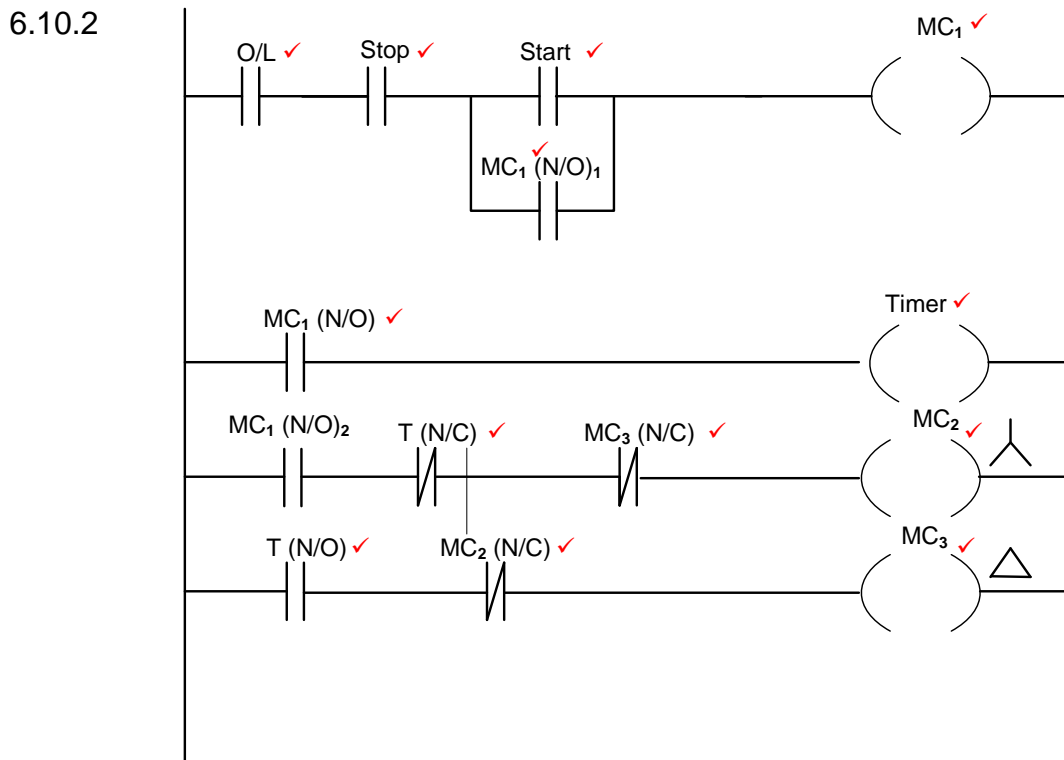 6.10.2
MC₁ ✓
O/L ✓ Stop ✓ Start ✓
✓
MC₁ (N/O)₁
Timer ✓
MC₁ (N/O) ✓
MC₂ ✓
MC₁ (N/O)₂ T (N/C) ✓ MC₃ (N/C) ✓
MC₃ ✓
T (N/O) ✓ MC₂ (N/C) ✓